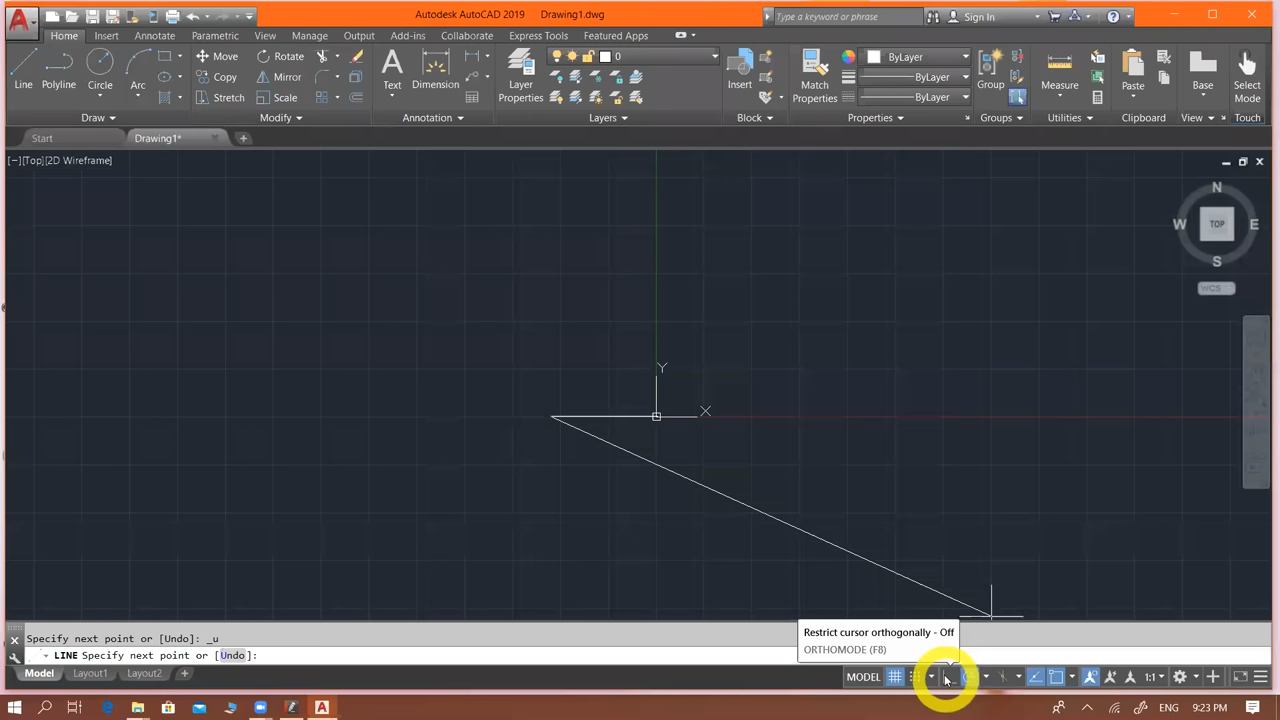 Autodesk AutoCAD 2019 Drawing1.dwg
Type a keyword or phrase
Sign In
Home Insert Annotate Parametric View Manage Output Add-ins Collaborate Express Tools Featured Apps
Line Polyline Circle Arc
Move Rotate
Copy Mirror
Stretch Scale
Text Dimension
Layer Properties
0
Insert
Match Properties
ByLayer
ByLayer
ByLayer
Group
Measure
Paste
Base
Select Mode
Draw Modify Annotation Layers Block Properties Groups Utilities Clipboard View Touch
Start Drawing1*
[−][Top][2D Wireframe]
N
W TOP E
S
WCS
Y
X
Specify next point or [Undo]: _u
LINE Specify next point or [Undo]:
Restrict cursor orthogonally - Off
ORTHOMODE (F8)
Model Layout1 Layout2
MODEL
1:1
ENG 9:23 PM